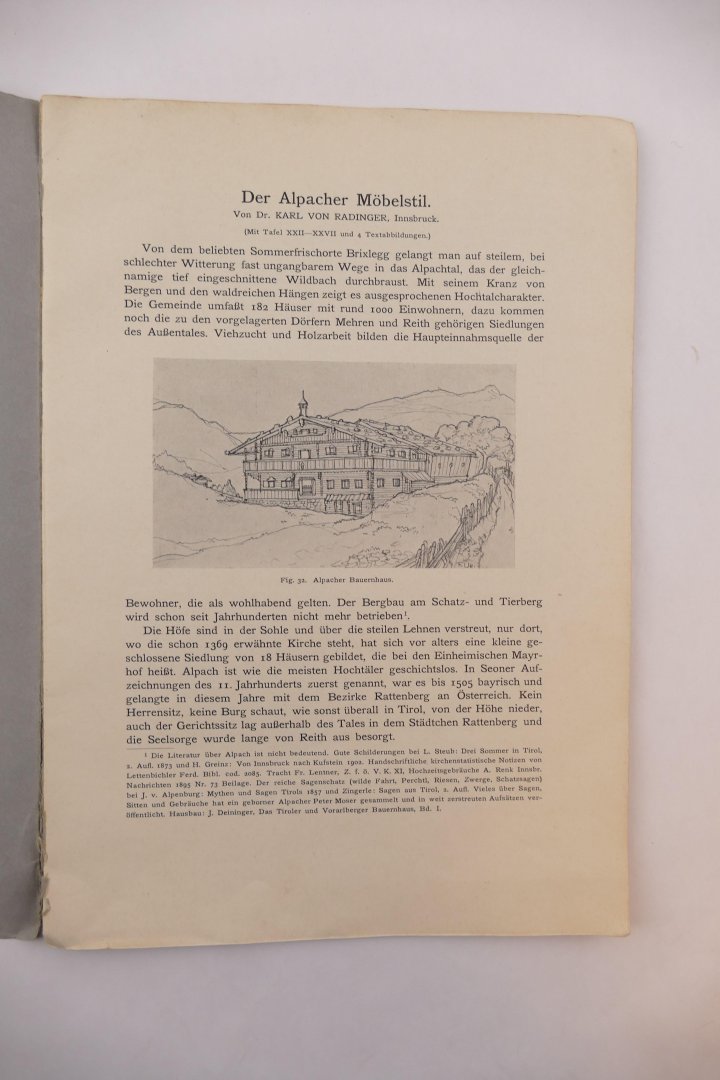 Der Alpacher Möbelstil.
Von Dr. KARL VON RADINGER, Innsbruck.
(Mit Tafel XXII—XXVII und 4 Textabbildungen.)
Von dem beliebten Sommerfrischorte Brixlegg gelangt man auf steilem, bei
schlechter Witterung fast ungangbarem Wege in das Alpachtal, das der gleich-
namige tief eingeschnittene Wildbach durchbraust. Mit seinem Kranz von
Bergen und den waldreichen Hängen zeigt es ausgesprochenen Hochtalcharakter.
Die Gemeinde umfaßt 182 Häuser mit rund 1000 Einwohnern, dazu kommen
noch die zu den vorgelagerten Dörfern Mehren und Reith gehörigen Siedlungen
des Außentales. Viehzucht und Holzarbeit bilden die Haupteinnahmsquelle der
Fig. 32. Alpacher Bauernhaus.
Bewohner, die als wohlhabend gelten. Der Bergbau am Schatz- und Tierberg
wird schon seit Jahrhunderten nicht mehr betrieben¹.
Die Höfe sind in der Sohle und über die steilen Lehnen verstreut, nur dort,
wo die schon 1369 erwähnte Kirche steht, hat sich vor alters eine kleine ge-
schlossene Siedlung von 18 Häusern gebildet, die bei den Einheimischen Mayr-
hof heißt. Alpach ist wie die meisten Hochtäler geschichtslos. In Seoner Auf-
zeichnungen des 11. Jahrhunderts zuerst genannt, war es bis 1505 bayrisch und
gelangte in diesem Jahre mit dem Bezirke Rattenberg an Österreich. Kein
Herrensitz, keine Burg schaut, wie sonst überall in Tirol, von der Höhe nieder,
auch der Gerichtssitz lag außerhalb des Tales in dem Städtchen Rattenberg und
die Seelsorge wurde lange von Reith aus besorgt.
¹ Die Literatur über Alpach ist nicht bedeutend. Gute Schilderungen bei L. Steub: Drei Sommer in Tirol,
2. Aufl. 1873 und H. Greinz: Von Innsbruck nach Kufstein 1902. Handschriftliche kirchenstatistische Notizen von
Lettenbichler Ferd. Bibl. cod. 2085. Tracht Fr. Lentner, Z. f. ö. V. K. XI, Hochzeitsgebräuche A. Renk Innsbr.
Nachrichten 1895 Nr. 73 Beilage. Der reiche Sagenschatz (wilde Fahrt, Perchtl, Riesen, Zwerge, Schatzsagen)
bei J. v. Alpenburg: Mythen und Sagen Tirols 1857 und Zingerle: Sagen aus Tirol, 2. Aufl. Vieles über Sagen,
Sitten und Gebräuche hat ein geborner Alpacher Peter Moser gesammelt und in weit zerstreuten Aufsätzen ver-
öffentlicht. Hausbau: J. Deininger, Das Tiroler und Vorarlberger Bauernhaus, Bd. I.